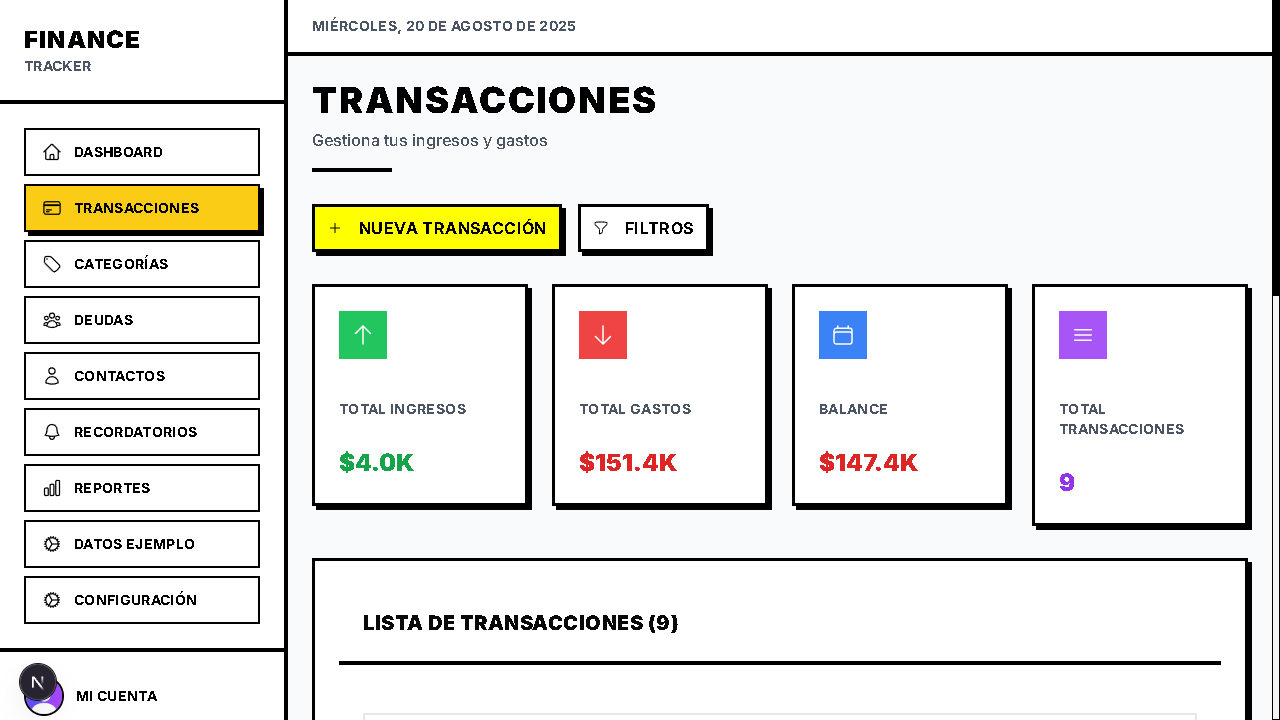 FINANCE
TRACKER
DASHBOARD
TRANSACCIONES
CATEGORÍAS
DEUDAS
CONTACTOS
RECORDATORIOS
REPORTES
DATOS EJEMPLO
CONFIGURACIÓN
N
MI CUENTA
MIÉRCOLES, 20 DE AGOSTO DE 2025
TRANSACCIONES
Gestiona tus ingresos y gastos
NUEVA TRANSACCIÓN
FILTROS
TOTAL INGRESOS
$4.0K
TOTAL GASTOS
$151.4K
BALANCE
$147.4K
TOTAL
TRANSACCIONES
9
LISTA DE TRANSACCIONES (9)